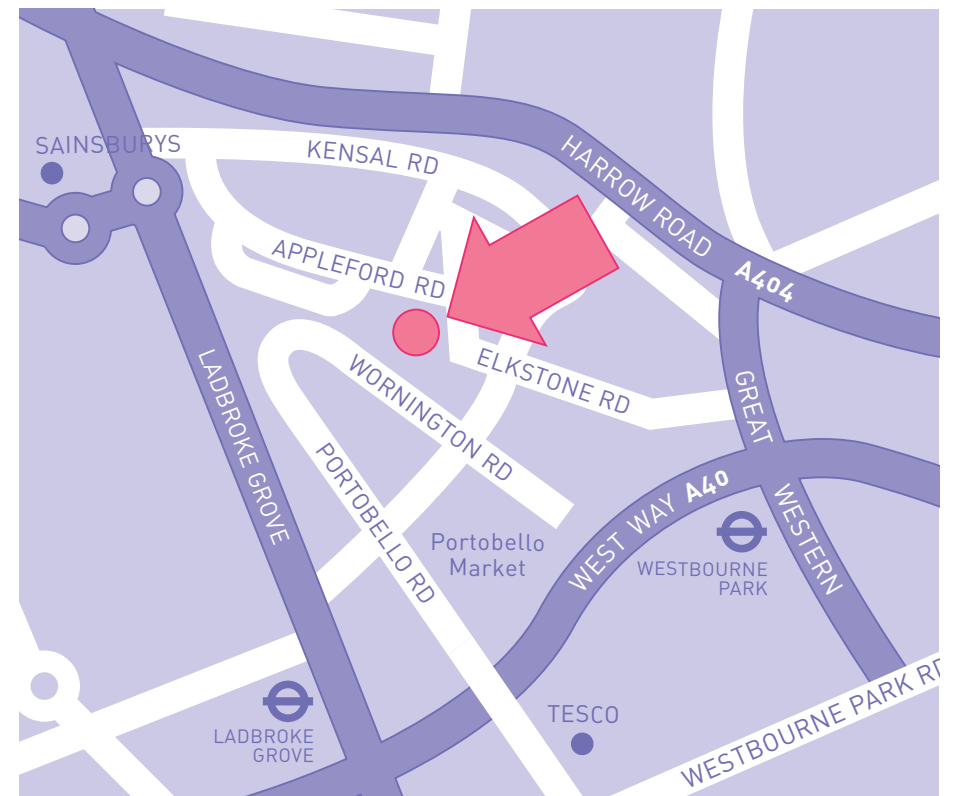 SAINSBURYS
KENSAL RD
HARROW ROAD
A404
APPLEFORD RD
ELKSTONE RD
WORNINGTON RD
LADBROKE GROVE
PORTOBELLO RD
GREAT
WESTERN
WEST WAY A40
Portobello
Market
WESTBOURNE
PARK
LADBROKE
GROVE
TESCO
WESTBOURNE PARK RD